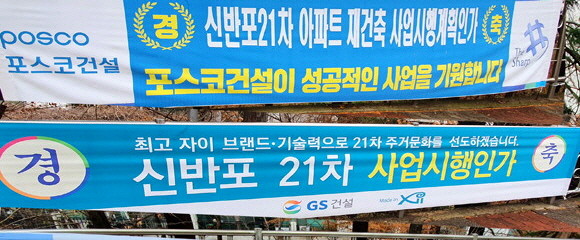 posco
포스코건설
경 신반포21차 아파트 재건축 사업시행계획인가 축
포스코건설이 성공적인 사업을 기원합니다
The Sharp
최고 자이 브랜드·기술력으로 21차 주거문화를 선도하겠습니다.
경 신반포 21차 사업시행인가 축
GS건설 Made in Xii